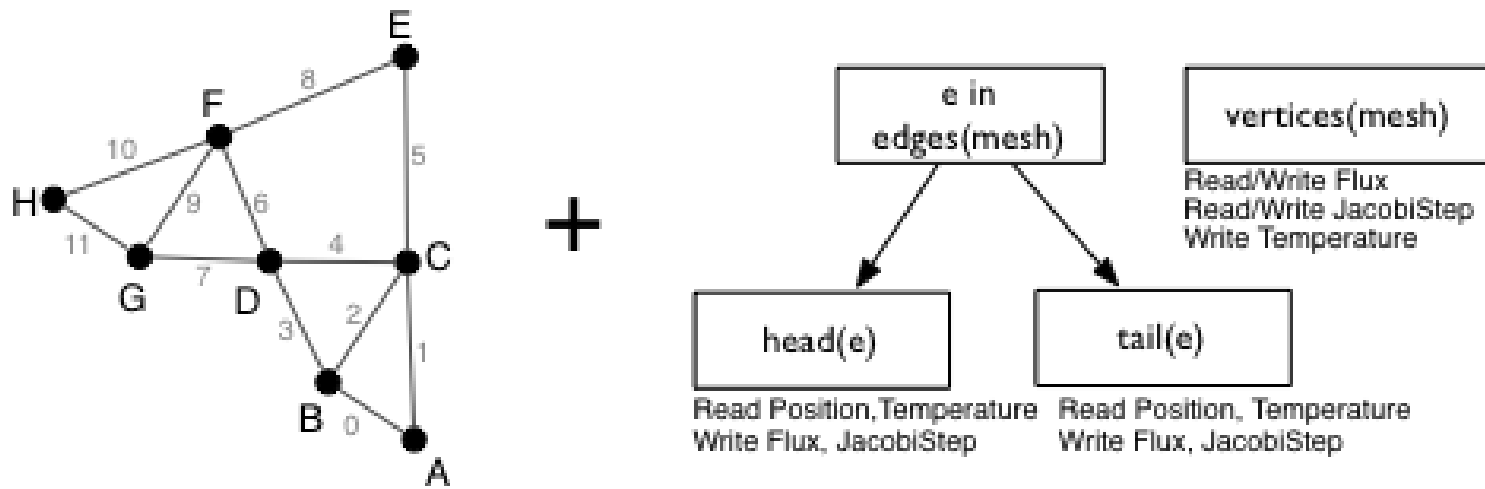 E
8
F
10
5
H
9
6
11
4
C
7
G
D
3
2
1
B
0
A
+
e in
edges(mesh)
vertices(mesh)
Read/Write Flux
Read/Write JacobiStep
Write Temperature
head(e)
tail(e)
Read Position,Temperature
Write Flux, JacobiStep
Read Position, Temperature
Write Flux, JacobiStep